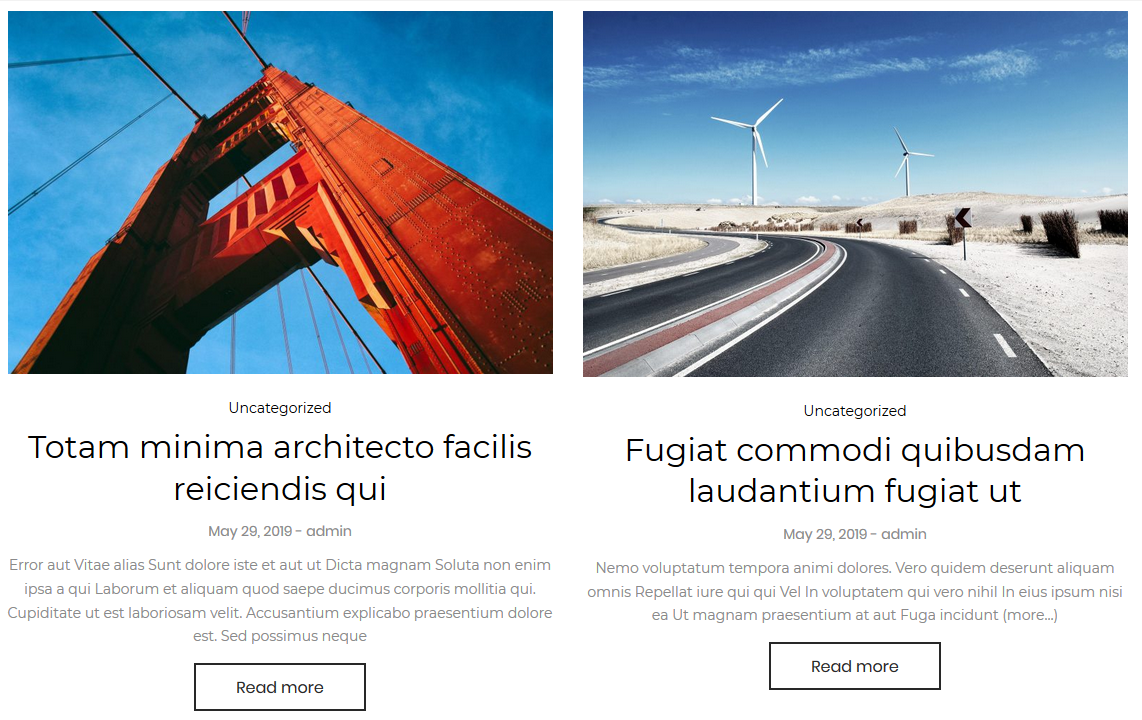 Uncategorized
Totam minima architecto facilis
reiciendis qui
May 29, 2019 - admin
Error aut Vitae alias Sunt dolore iste et aut ut Dicta magnam Soluta non enim
ipsa a qui Laborum et aliquam quod saepe ducimus corporis mollitia qui.
Cupiditate ut est laboriosam velit. Accusantium explicabo praesentium dolore
est. Sed possimus neque
Read more
Uncategorized
Fugiat commodi quibusdam
laudantium fugiat ut
May 29, 2019 - admin
Nemo voluptatum tempora animi dolores. Vero quidem deserunt aliquam
omnis Repellat iure qui qui Vel In voluptatem qui vero nihil In eius ipsum nisi
ea Ut magnam praesentium at aut Fuga incidunt (more...)
Read more